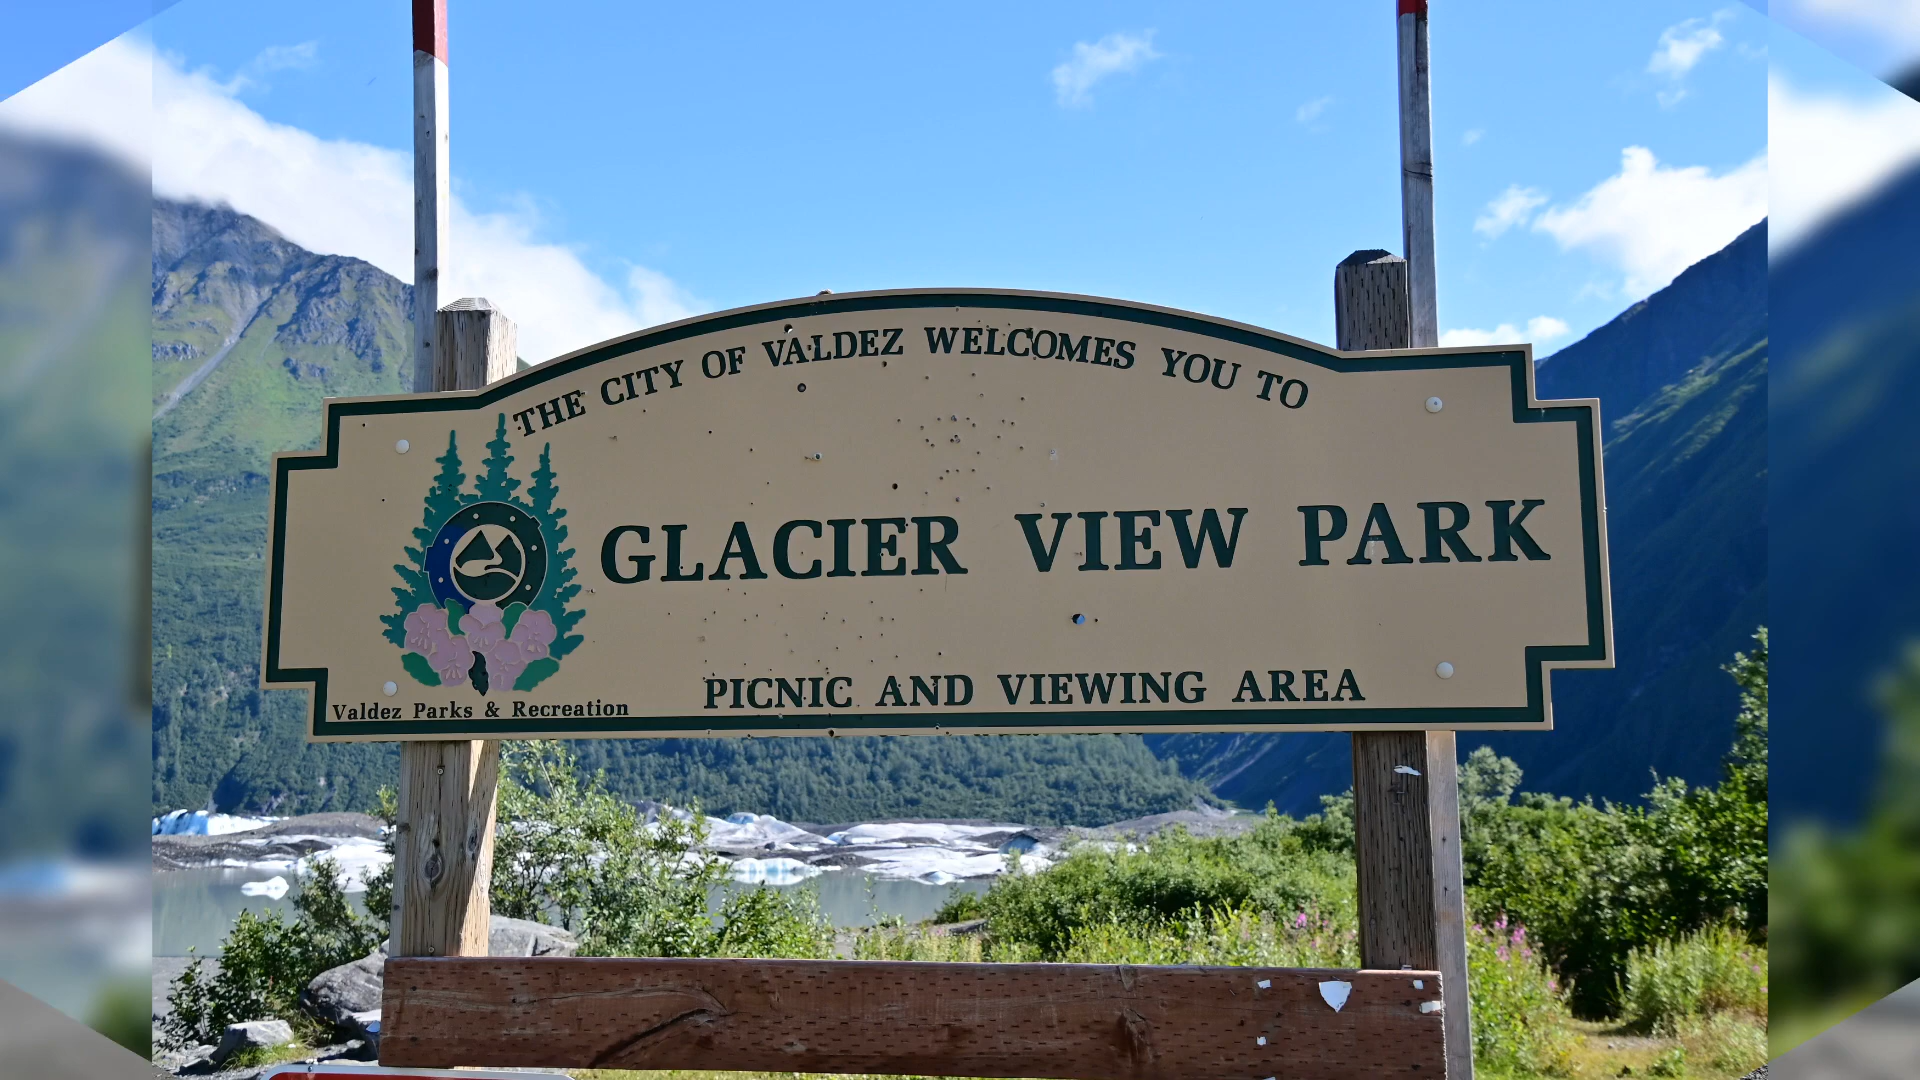 THE CITY OF VALDEZ WELCOMES YOU TO
GLACIER VIEW PARK
PICNIC AND VIEWING AREA
Valdez Parks & Recreation